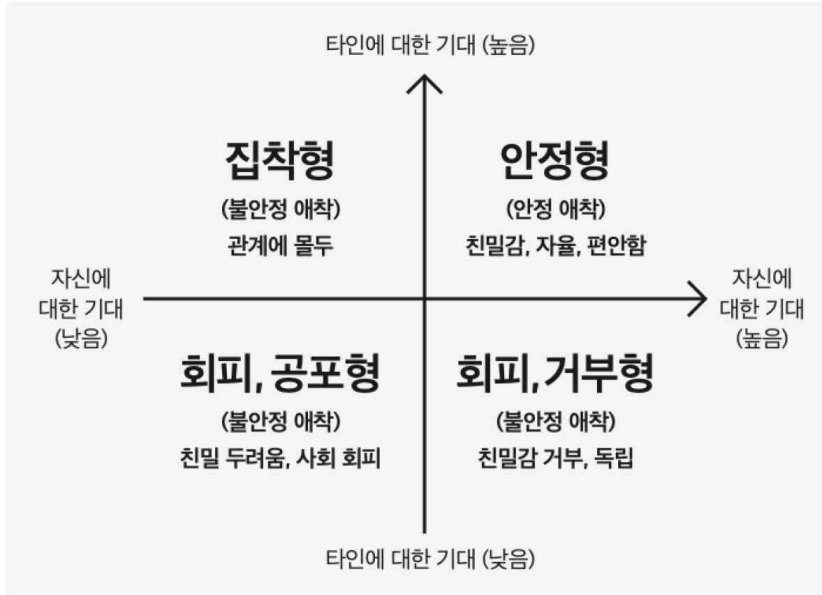 타인에 대한 기대 (높음)
집착형
(불안정 애착)
관계에 몰두
안정형
(안정 애착)
친밀감, 자율, 편안함
자신에
대한 기대
(낮음)
자신에
대한 기대
(높음)
회피, 공포형
(불안정 애착)
친밀 두려움, 사회 회피
회피, 거부형
(불안정 애착)
친밀감 거부, 독립
타인에 대한 기대 (낮음)